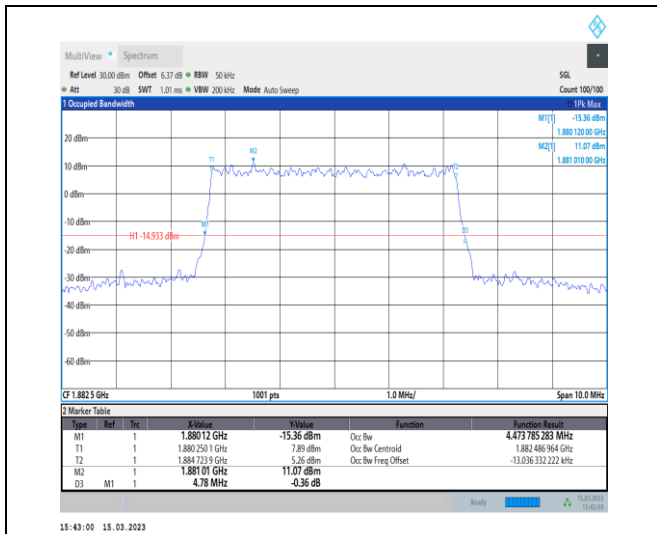 MultiView Spectrum
Ref Level 30.00 dBm Offset 6.37 dB RBW 50 kHz SGL
Att 30 dB SWT 1.01 ms VBW 200 kHz Mode Auto Sweep Count 100/100
1 Occupied Bandwidth 1Pk Max
M1[1] -15.36 dBm
1.880 120 00 GHz
M2[1] 11.07 dBm
1.881 010 00 GHz
20 dBm
M2
T1
T2
10 dBm
0 dBm
-10 dBm
M1
D3
H1 -14.933 dBm
-20 dBm
-30 dBm
-40 dBm
-50 dBm
-60 dBm
CF 1.882 5 GHz 1001 pts 1.0 MHz/ Span 10.0 MHz
2 Marker Table
Type Ref Trc X-Value Y-Value Function Function Result
M1 1 1.88012 GHz -15.36 dBm Occ Bw 4.473 785 283 MHz
T1 1 1.880 250 1 GHz 7.89 dBm Occ Bw Centroid 1.882 486 964 GHz
T2 1 1.884 723 9 GHz 5.26 dBm Occ Bw Freq Offset -13.036 332 222 kHz
M2 1 1.881 01 GHz 11.07 dBm
D3 M1 1 4.78 MHz -0.36 dB
Ready 15.03.2023
15:42:59
15:43:00 15.03.2023